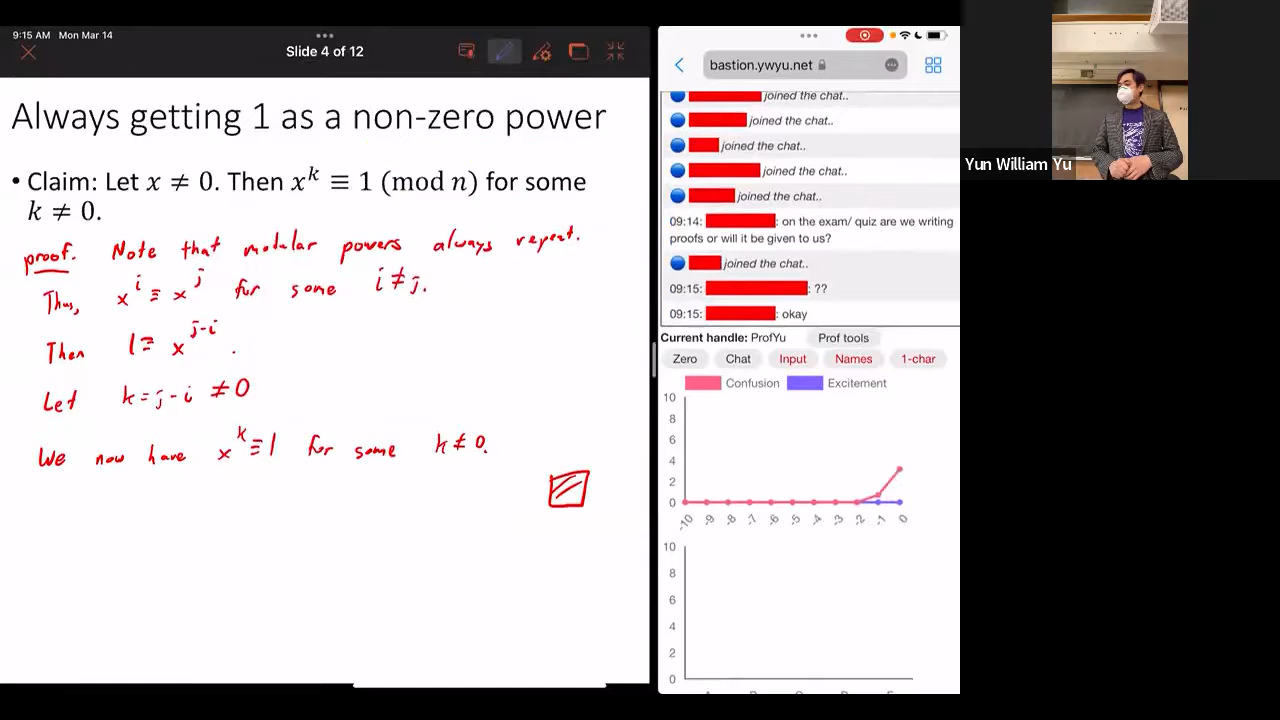 9:15 AM Mon Mar 14
Slide 4 of 12
Always getting 1 as a non-zero power
• Claim: Let x ≠ 0. Then x^k ≡ 1 (mod n) for some
k ≠ 0.
proof. Note that modular powers always repeat.
Thus, x^i ≡ x^j for some i ≠ j.
Then 1 ≡ x^{j-i}.
Let k = j - i ≠ 0
We now have x^k ≡ 1 for some k ≠ 0.
bastion.ywyu.net
joined the chat..
joined the chat..
joined the chat..
joined the chat..
joined the chat..
09:14: : on the exam/ quiz are we writing
proofs or will it be given to us?
joined the chat..
09:15: : ??
09:15: : okay
Current handle: ProfYu Prof tools
Zero Chat Input Names 1-char
Confusion Excitement
10
8
6
4
2
0
-10 -9 -8 -7 -6 -5 -4 -3 -2 -1 0
10
8
6
4
2
0
Yun William Yu